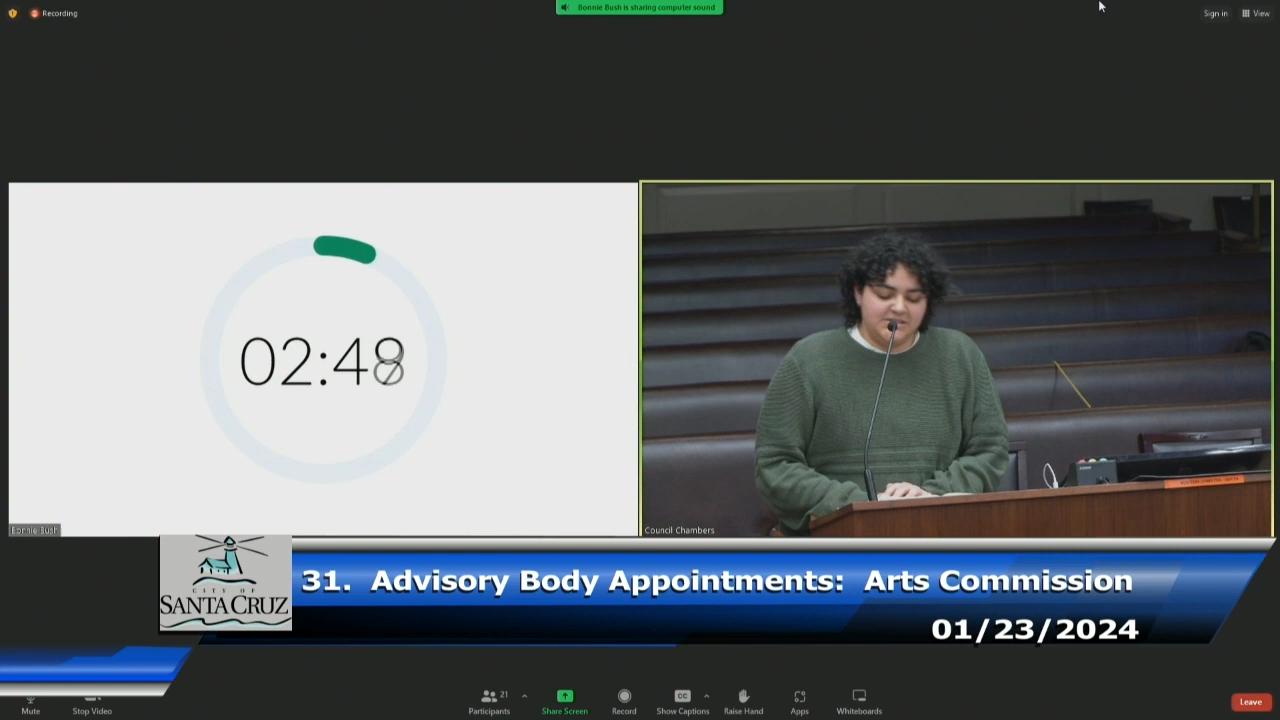 Recording
Bonnie Bush is sharing computer sound
Sign in
View
Bonnie Bush
Council Chambers
CITY OF
SANTA CRUZ
31. Advisory Body Appointments: Arts Commission
01/23/2024
Mute
Stop Video
Participants
21
Share Screen
Record
CC
Show Captions
Raise Hand
Apps
Whiteboards
Leave